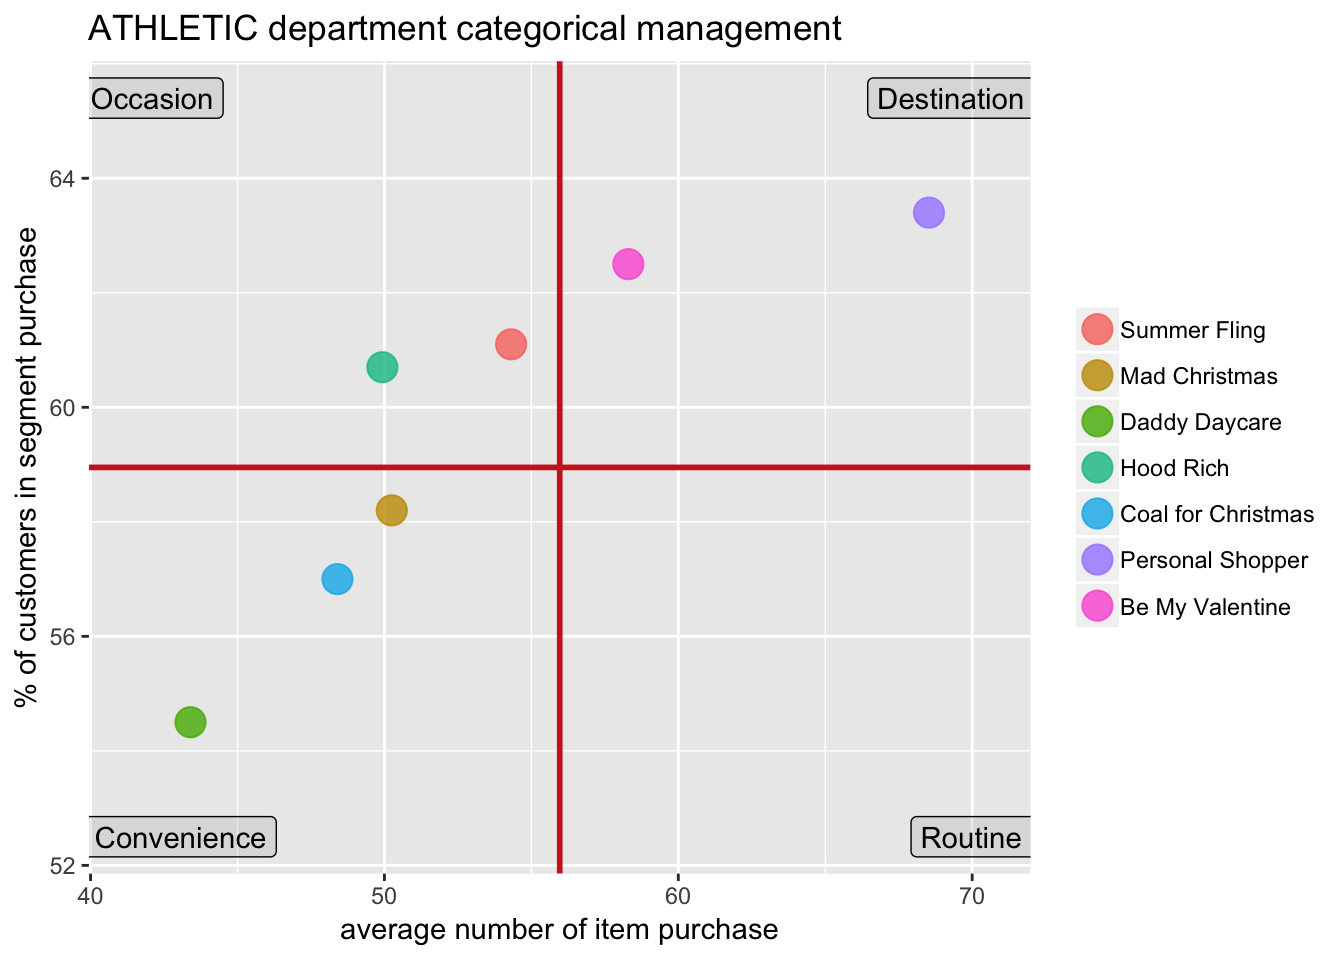 ATHLETIC department categorical management
Occasion
Destination
64
60
56
52
% of customers in segment purchase
Convenience
Routine
40
50
60
70
average number of item purchase
Summer Fling
Mad Christmas
Daddy Daycare
Hood Rich
Coal for Christmas
Personal Shopper
Be My Valentine